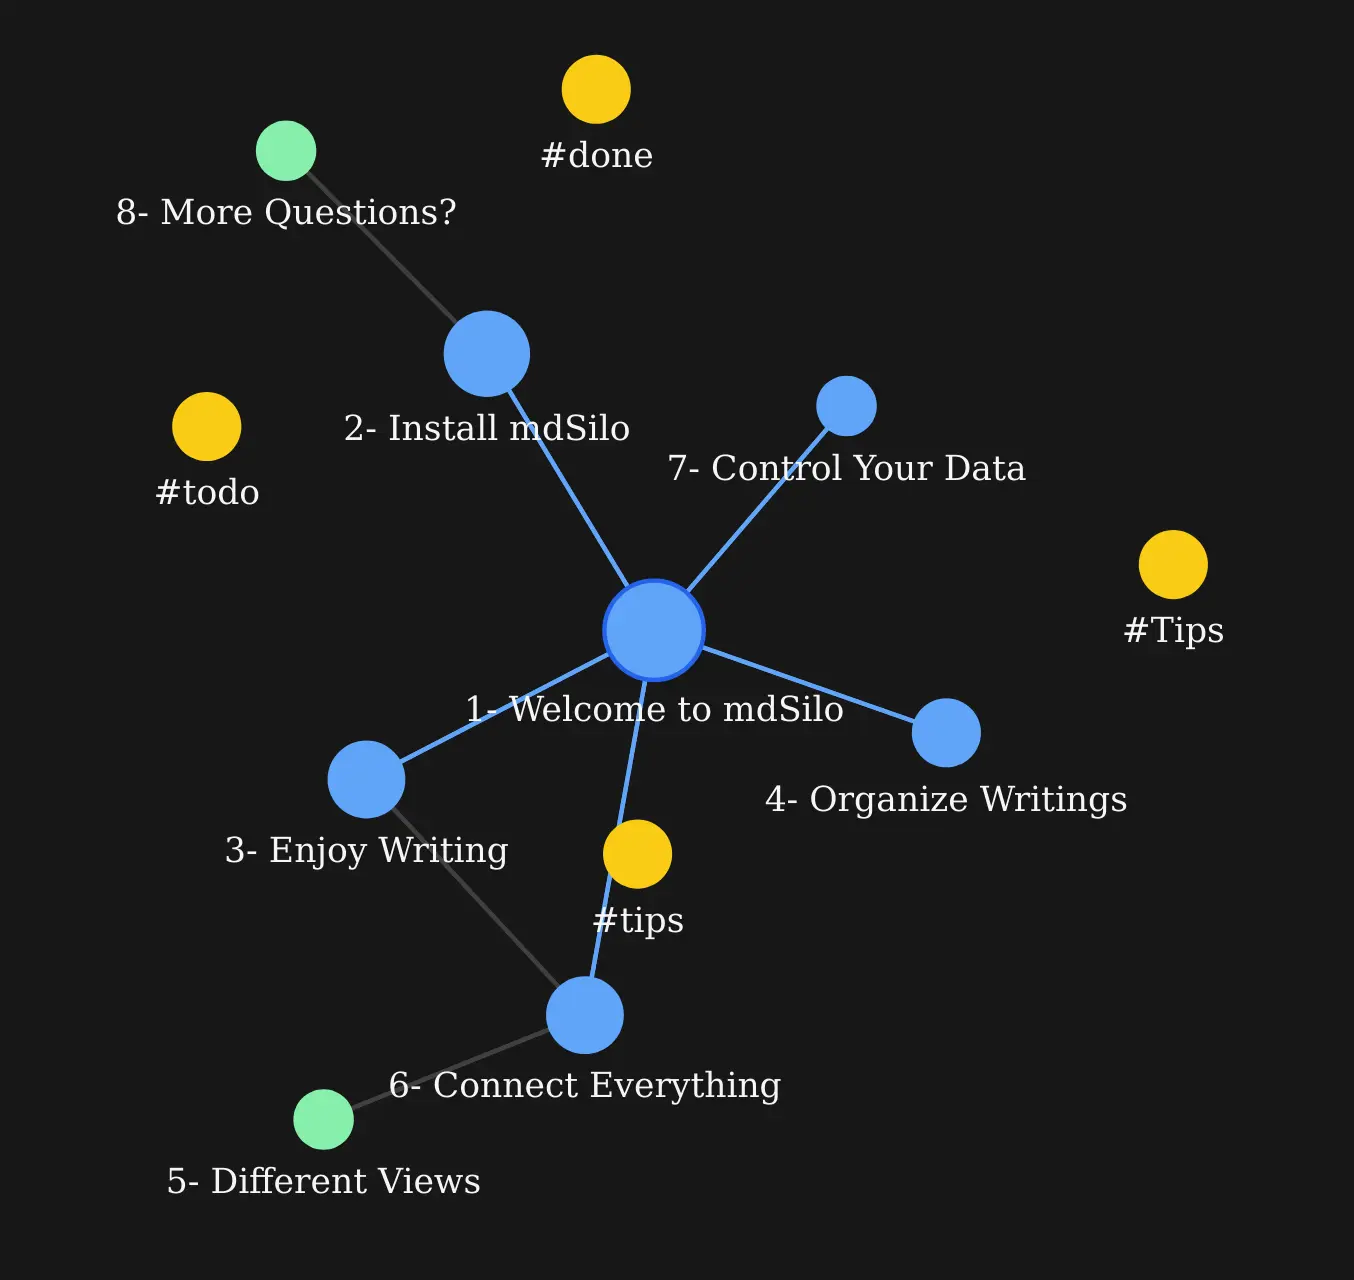 #done
8- More Questions?
2- Install mdSilo
7- Control Your Data
#todo
#Tips
1- Welcome to mdSilo
4- Organize Writings
3- Enjoy Writing
#tips
6- Connect Everything
5- Different Views